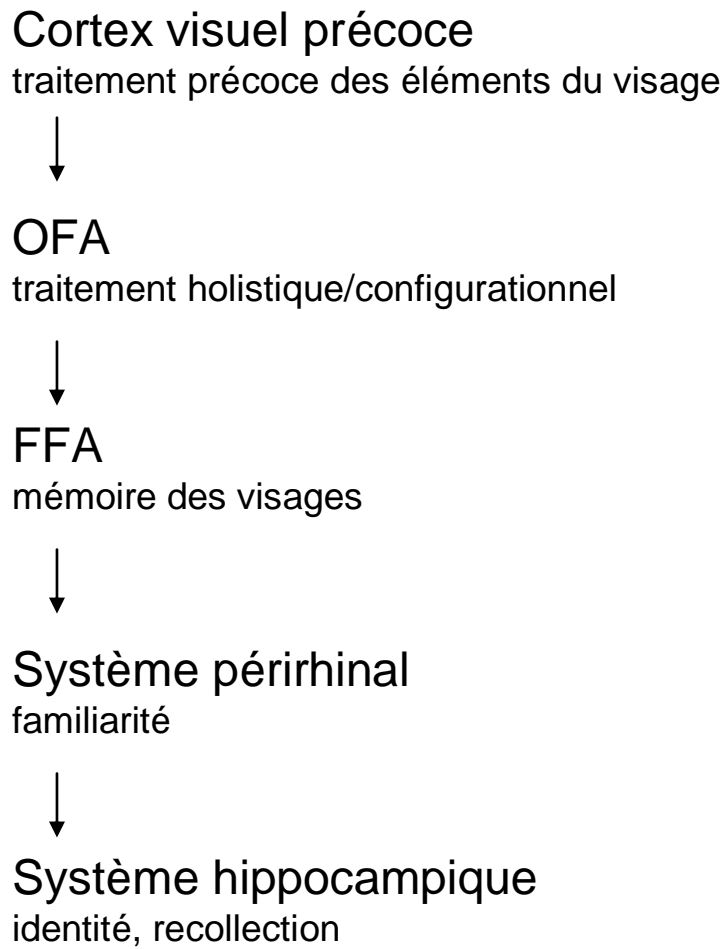 Cortex visuel précoce
traitement précoce des éléments du visage
OFA
traitement holistique/configurationnel
FFA
mémoire des visages
Système périrhinal
familiarité
Système hippocampique
identité, recollection